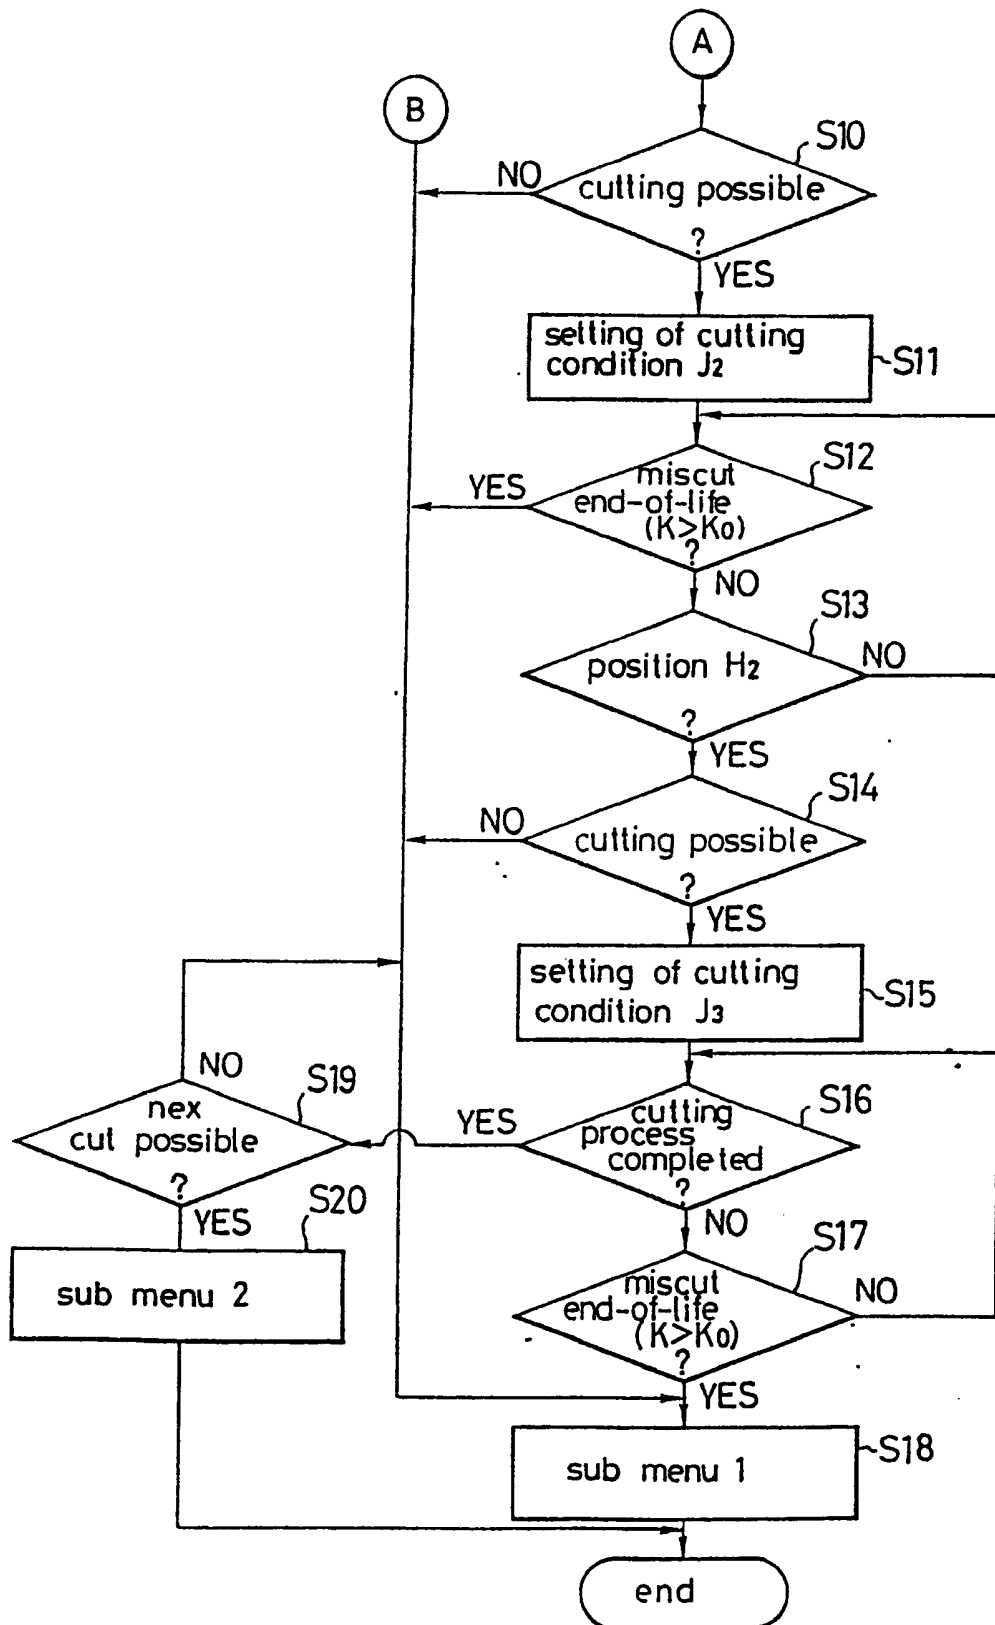 A
B
S10
NO
cutting possible
?
YES
setting of cutting
condition J2
S11
S12
YES
miscut
end-of-life
(K>K0)
?
NO
S13
position H2
NO
?
YES
S14
NO
cutting possible
?
YES
setting of cutting
condition J3
S15
NO
S19
nex
cut possible
?
YES
S20
sub menu 2
S16
YES
cutting
process
completed
?
NO
S17
miscut
end-of-life
(K>K0)
?
NO
YES
S18
sub menu 1
end